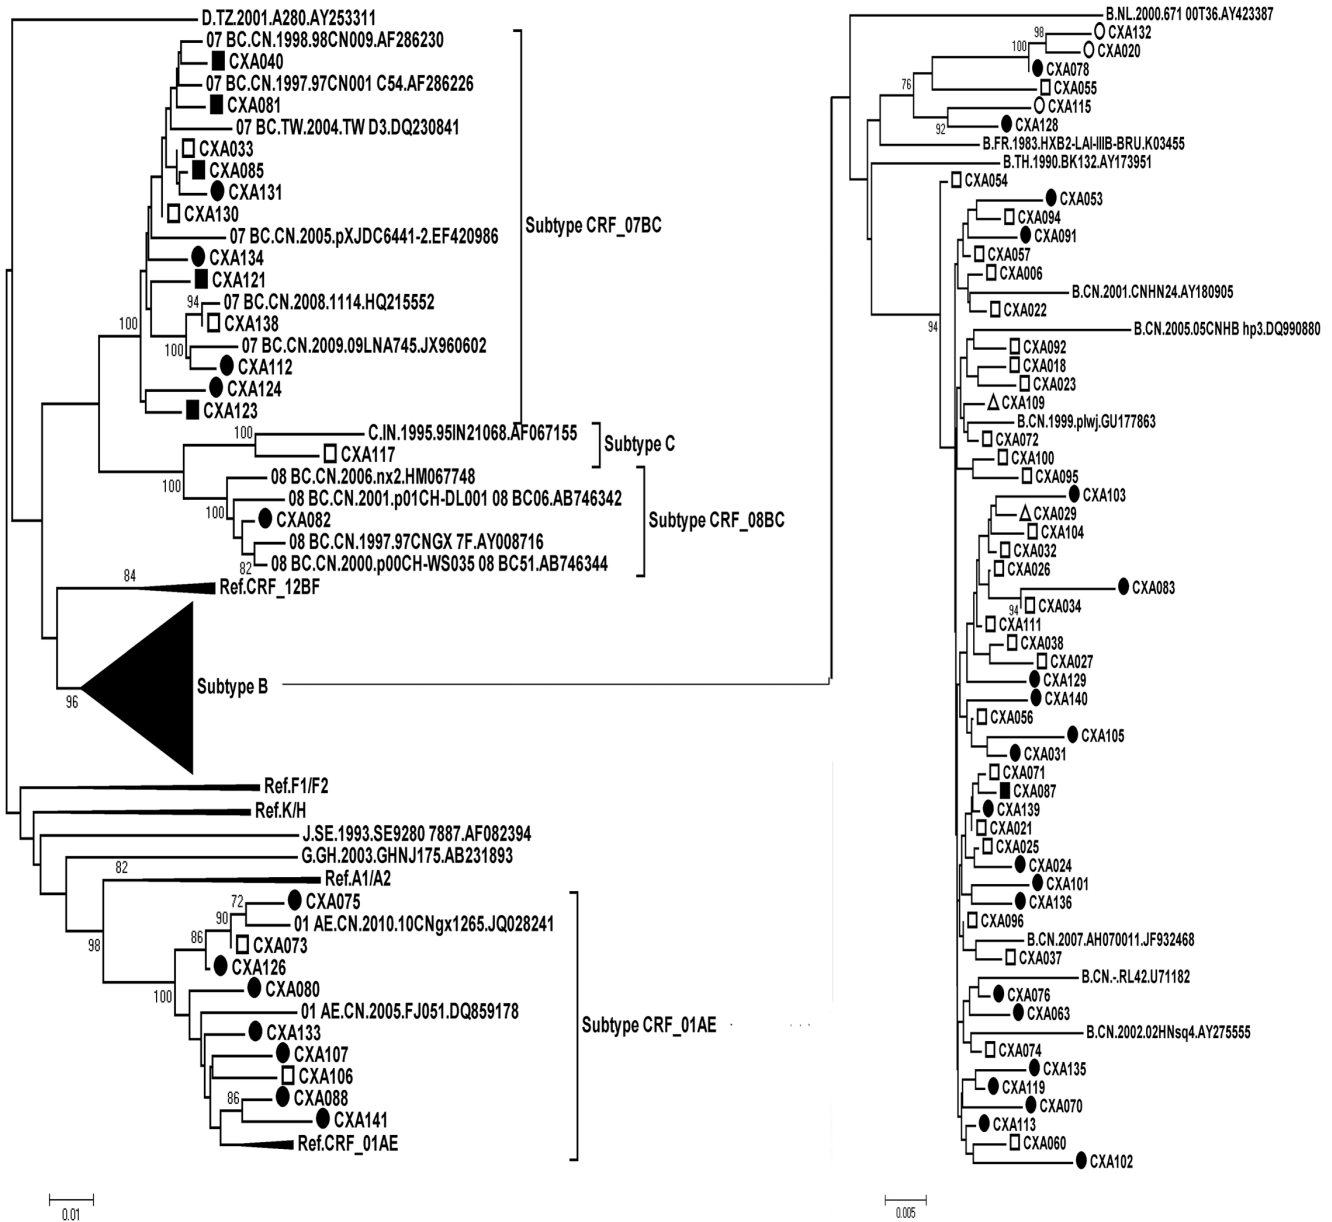 D.TZ.2001.A280.AY253311
07 BC.CN.1998.98CN009.AF286230
CXA040
07 BC.CN.1997.97CN001 C54.AF286226
CXA081
07 BC.TW.2004.TW D3.DQ230841
CXA033
CXA085
CXA131
CXA130
07 BC.CN.2005.pXJDC6441-2.EF420986
CXA134
CXA121
94
07 BC.CN.2008.1114.HQ215552
CXA138
100
100
07 BC.CN.2009.09LNA745.JX960602
CXA112
CXA124
CXA123
Subtype CRF_07BC
100
C.IN.1995.95IN21068.AF067155
CXA117
Subtype C
100
08 BC.CN.2006.nx2.HM067748
08 BC.CN.2001.p01CH-DL001 08 BC06.AB746342
100
CXA082
08 BC.CN.1997.97CNGX 7F.AY008716
82
08 BC.CN.2000.p00CH-WS035 08 BC51.AB746344
Subtype CRF_08BC
84
Ref.CRF_12BF
96
Subtype B
Ref.F1/F2
Ref.K/H
J.SE.1993.SE9280 7887.AF082394
G.GH.2003.GHNJ175.AB231893
82
Ref.A1/A2
98
72
CXA075
90
01 AE.CN.2010.10CNgx1265.JQ028241
86
CXA073
CXA126
100
CXA080
01 AE.CN.2005.FJ051.DQ859178
CXA133
CXA107
CXA106
86
CXA088
CXA141
Ref.CRF_01AE
Subtype CRF_01AE
0.01
B.NL.2000.671 00T36.AY423387
98
CXA132
100
CXA020
CXA078
76
CXA055
CXA115
92
CXA128
B.FR.1983.HXB2-LAI-IIIB-BRU.K03455
B.TH.1990.BK132.AY173951
CXA054
CXA053
CXA094
CXA091
CXA057
CXA006
B.CN.2001.CNHN24.AY180905
CXA022
94
B.CN.2005.05CNHB hp3.DQ990880
CXA092
CXA018
CXA023
CXA109
B.CN.1999.plwj.GU177863
CXA072
CXA100
CXA095
CXA103
CXA029
CXA104
CXA032
CXA026
CXA083
94
CXA034
CXA111
CXA038
CXA027
CXA129
CXA140
CXA056
CXA105
CXA031
CXA071
CXA087
CXA139
CXA021
CXA025
CXA024
CXA101
CXA136
CXA096
B.CN.2007.AH070011.JF932468
CXA037
B.CN.-.RL42.U71182
CXA076
CXA063
B.CN.2002.02HNsq4.AY275555
CXA074
CXA135
CXA119
CXA070
CXA113
CXA060
CXA102
0.005